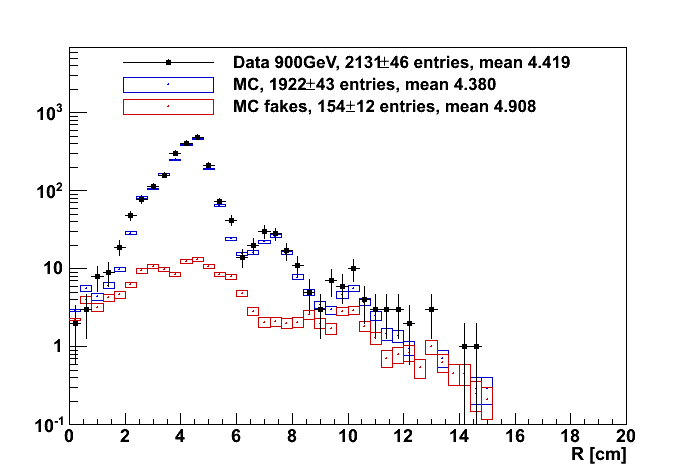 Data 900GeV, 2131±46 entries, mean 4.419
MC, 1922±43 entries, mean 4.380
MC fakes, 154±12 entries, mean 4.908
10³
10²
10
1
10⁻¹
0 2 4 6 8 10 12 14 16 18 20
R [cm]